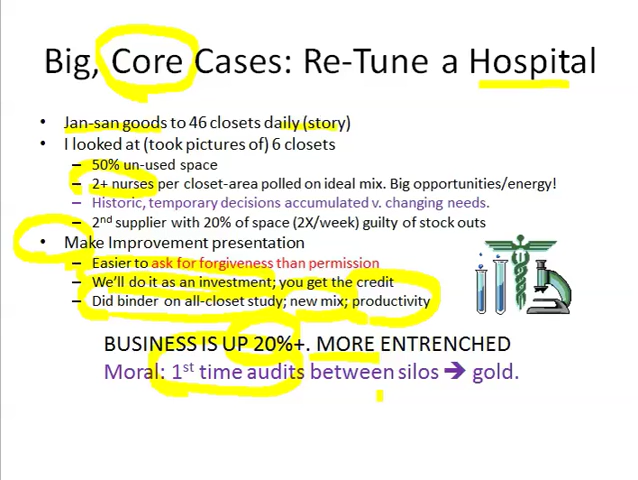 Big, Core Cases: Re-Tune a Hospital
• Jan-san goods to 46 closets daily (story)
• I looked at (took pictures of) 6 closets
– 50% un-used space
– 2+ nurses per closet-area polled on ideal mix. Big opportunities/energy!
– Historic, temporary decisions accumulated v. changing needs.
– 2nd supplier with 20% of space (2X/week) guilty of stock outs
• Make Improvement presentation
– Easier to ask for forgiveness than permission
– We'll do it as an investment; you get the credit
– Did binder on all-closet study; new mix; productivity
BUSINESS IS UP 20%+. MORE ENTRENCHED
Moral: 1st time audits between silos ➔ gold.